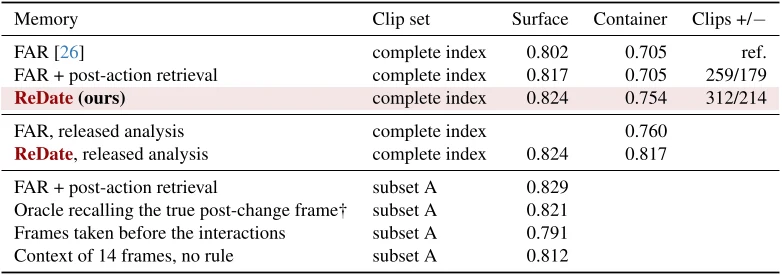 Memory Clip set Surface Container Clips +/−
FAR [26] complete index 0.802 0.705 ref.
FAR + post-action retrieval complete index 0.817 0.705 259/179
ReDate (ours) complete index 0.824 0.754 312/214
FAR, released analysis complete index 0.760
ReDate, released analysis complete index 0.824 0.817
FAR + post-action retrieval subset A 0.829
Oracle recalling the true post-change frame† subset A 0.821
Frames taken before the interactions subset A 0.791
Context of 14 frames, no rule subset A 0.812